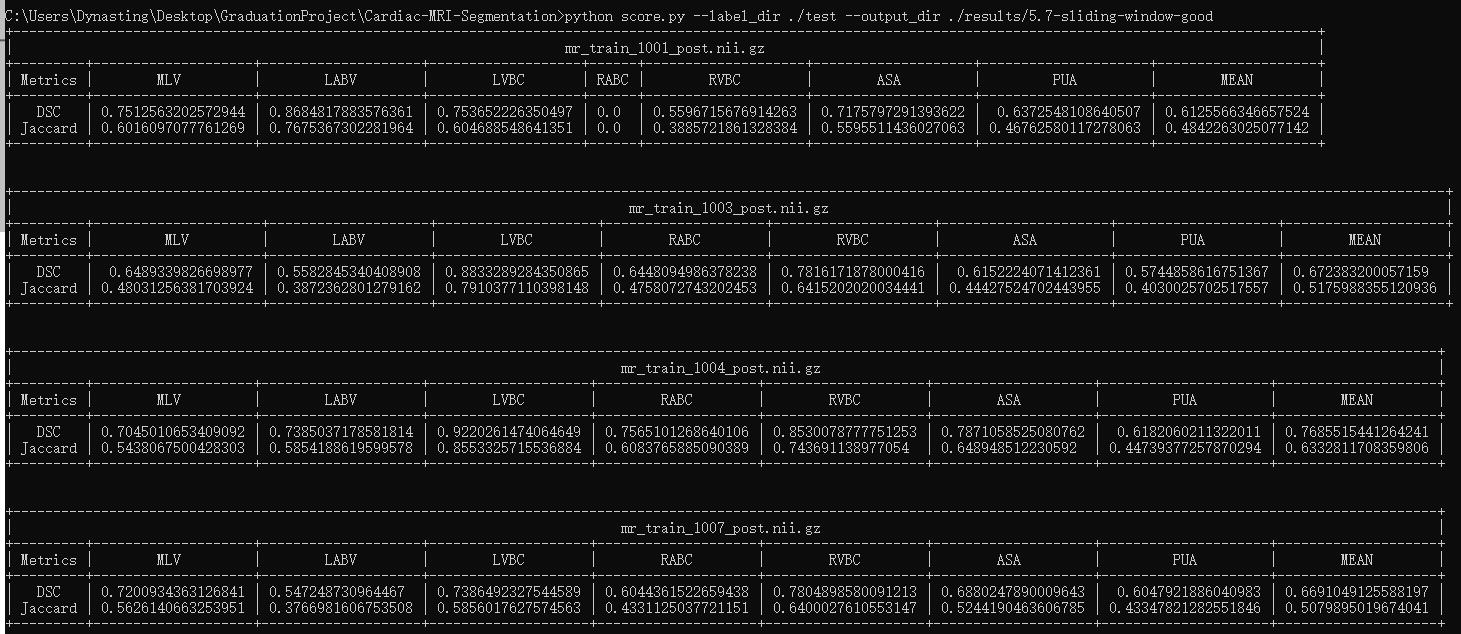 C:\Users\Dynasting\Desktop\GraduationProject\Cardiac-MRI-Segmentation>python score.py --label_dir ./test --output_dir ./results/5.7-sliding-window-good
mr_train_1001_post.nii.gz
Metrics | MLV | LABV | LVBC | RABC | RVBC | ASA | PUA | MEAN
DSC | 0.7512563202572944 | 0.8684817883576361 | 0.753652226350497 | 0.0 | 0.5596715676914263 | 0.7175797291393622 | 0.6372548108640507 | 0.6125566346657524
Jaccard | 0.6016097077761269 | 0.7675367302281964 | 0.604688548641351 | 0.0 | 0.3885721861328384 | 0.5595511436027063 | 0.46762580117278063 | 0.4842263025077142
mr_train_1003_post.nii.gz
Metrics | MLV | LABV | LVBC | RABC | RVBC | ASA | PUA | MEAN
DSC | 0.6489339826698977 | 0.5582845340408908 | 0.8833289284350865 | 0.6448094986378238 | 0.7816171878000416 | 0.6152224071412361 | 0.5744858616751367 | 0.672383200057159
Jaccard | 0.48031256381703924 | 0.3872362801279162 | 0.7910377110398148 | 0.4758072743202453 | 0.6415202020034441 | 0.44427524702443955 | 0.4030025702517557 | 0.5175988355120936
mr_train_1004_post.nii.gz
Metrics | MLV | LABV | LVBC | RABC | RVBC | ASA | PUA | MEAN
DSC | 0.7045010653409092 | 0.7385037178581814 | 0.9220261474064649 | 0.7565101268640106 | 0.8530078777751253 | 0.7871058525080762 | 0.6182060211322011 | 0.7685515441264241
Jaccard | 0.5438067500428303 | 0.5854188619599578 | 0.8553325715536884 | 0.6083765885090389 | 0.743691138977054 | 0.648948512230592 | 0.44739377257870294 | 0.6332811708359806
mr_train_1007_post.nii.gz
Metrics | MLV | LABV | LVBC | RABC | RVBC | ASA | PUA | MEAN
DSC | 0.7200934363126841 | 0.547248730964467 | 0.7386492327544589 | 0.6044361522659438 | 0.7804898580091213 | 0.6880247890009643 | 0.6047921886040983 | 0.6691049125588197
Jaccard | 0.5626140663253951 | 0.3766981606753508 | 0.5856017627574563 | 0.4331125037721151 | 0.6400027610553147 | 0.5244190463606785 | 0.43347821282551846 | 0.5079895019674041